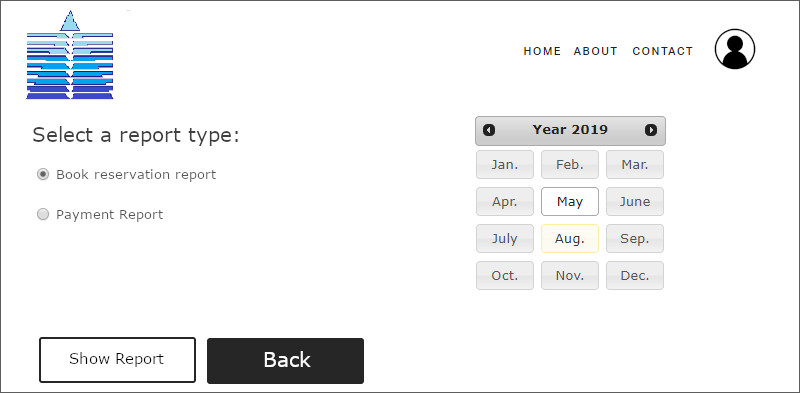 HOME ABOUT CONTACT
Select a report type:
Book reservation report
Payment Report
Year 2019
Jan. Feb. Mar.
Apr. May June
July Aug. Sep.
Oct. Nov. Dec.
Show Report Back